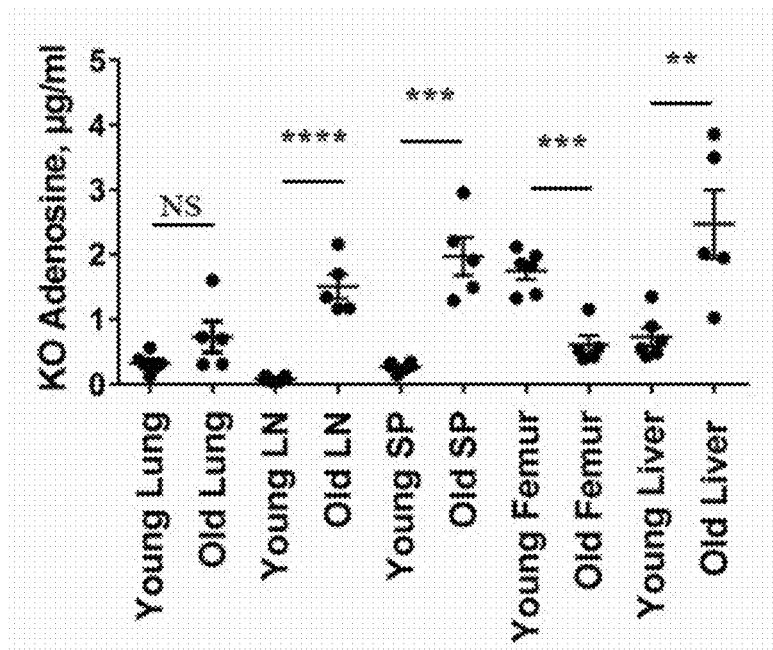 KO Adenosine, µg/ml
5
4
3
2
1
0
NS
****
***
***
**
Young Lung
Old Lung
Young LN
Old LN
Young SP
Old SP
Young Femur
Old Femur
Young Liver
Old Liver